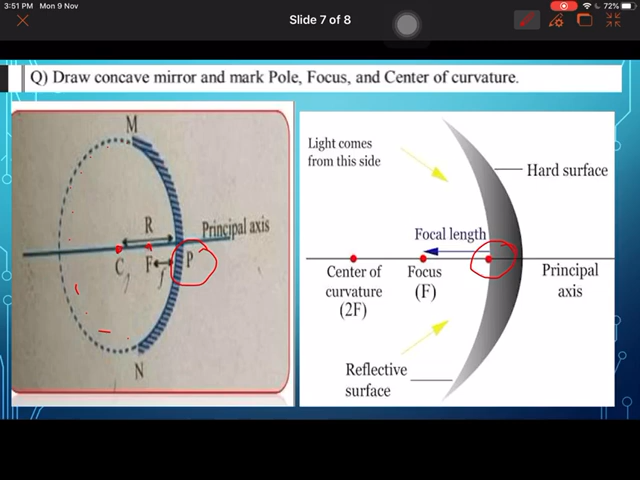 3:51 PM Mon 9 Nov
72%
Slide 7 of 8
Q) Draw concave mirror and mark Pole, Focus, and Center of curvature.
M
R
Principal axis
C
F
P
f
N
Light comes
from this side
Hard surface
Focal length
Center of
curvature
(2F)
Focus
(F)
Principal
axis
Reflective
surface